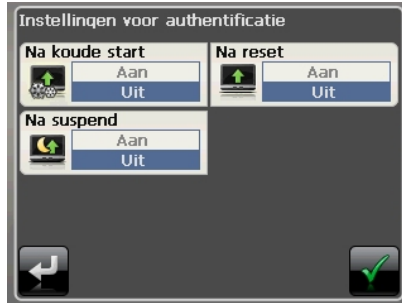 Instellingen voor authentificatie
Na koude start
Aan
Uit
Na reset
Aan
Uit
Na suspend
Aan
Uit